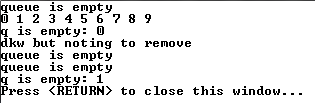 queue is empty
0 1 2 3 4 5 6 7 8 9
q is empty: 0
dkw but noting to remove
queue is empty
queue is empty
q is empty: 1
Press <RETURN> to close this window...